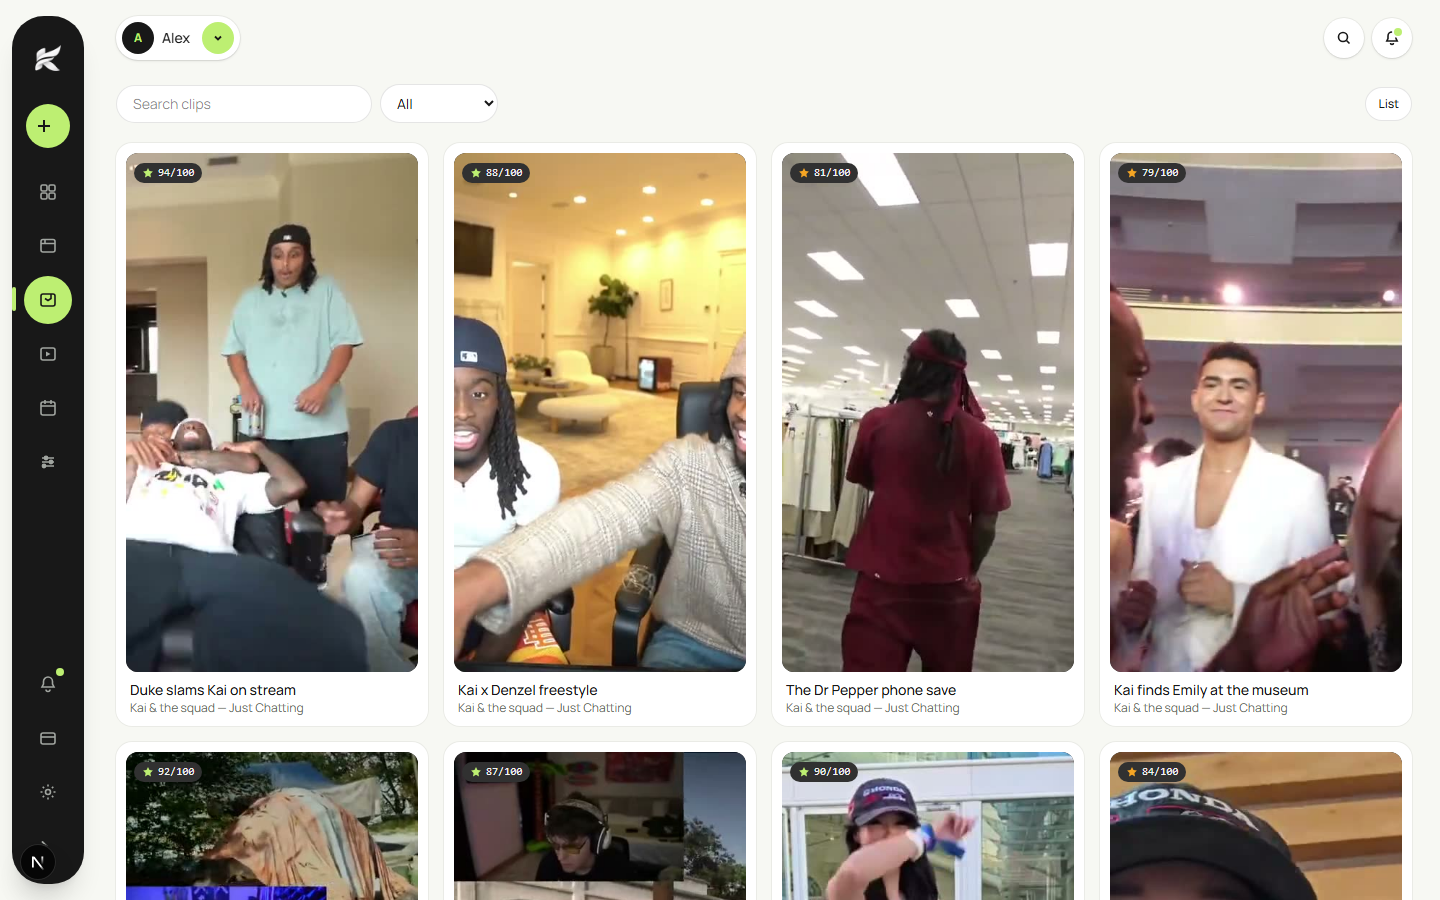 A
Alex
Search clips
All
List
94/100
Duke slams Kai on stream
Kai & the squad — Just Chatting
88/100
Kai x Denzel freestyle
Kai & the squad — Just Chatting
81/100
The Dr Pepper phone save
Kai & the squad — Just Chatting
79/100
Kai finds Emily at the museum
Kai & the squad — Just Chatting
92/100
87/100
90/100
HONDA
84/100
HONDA
N